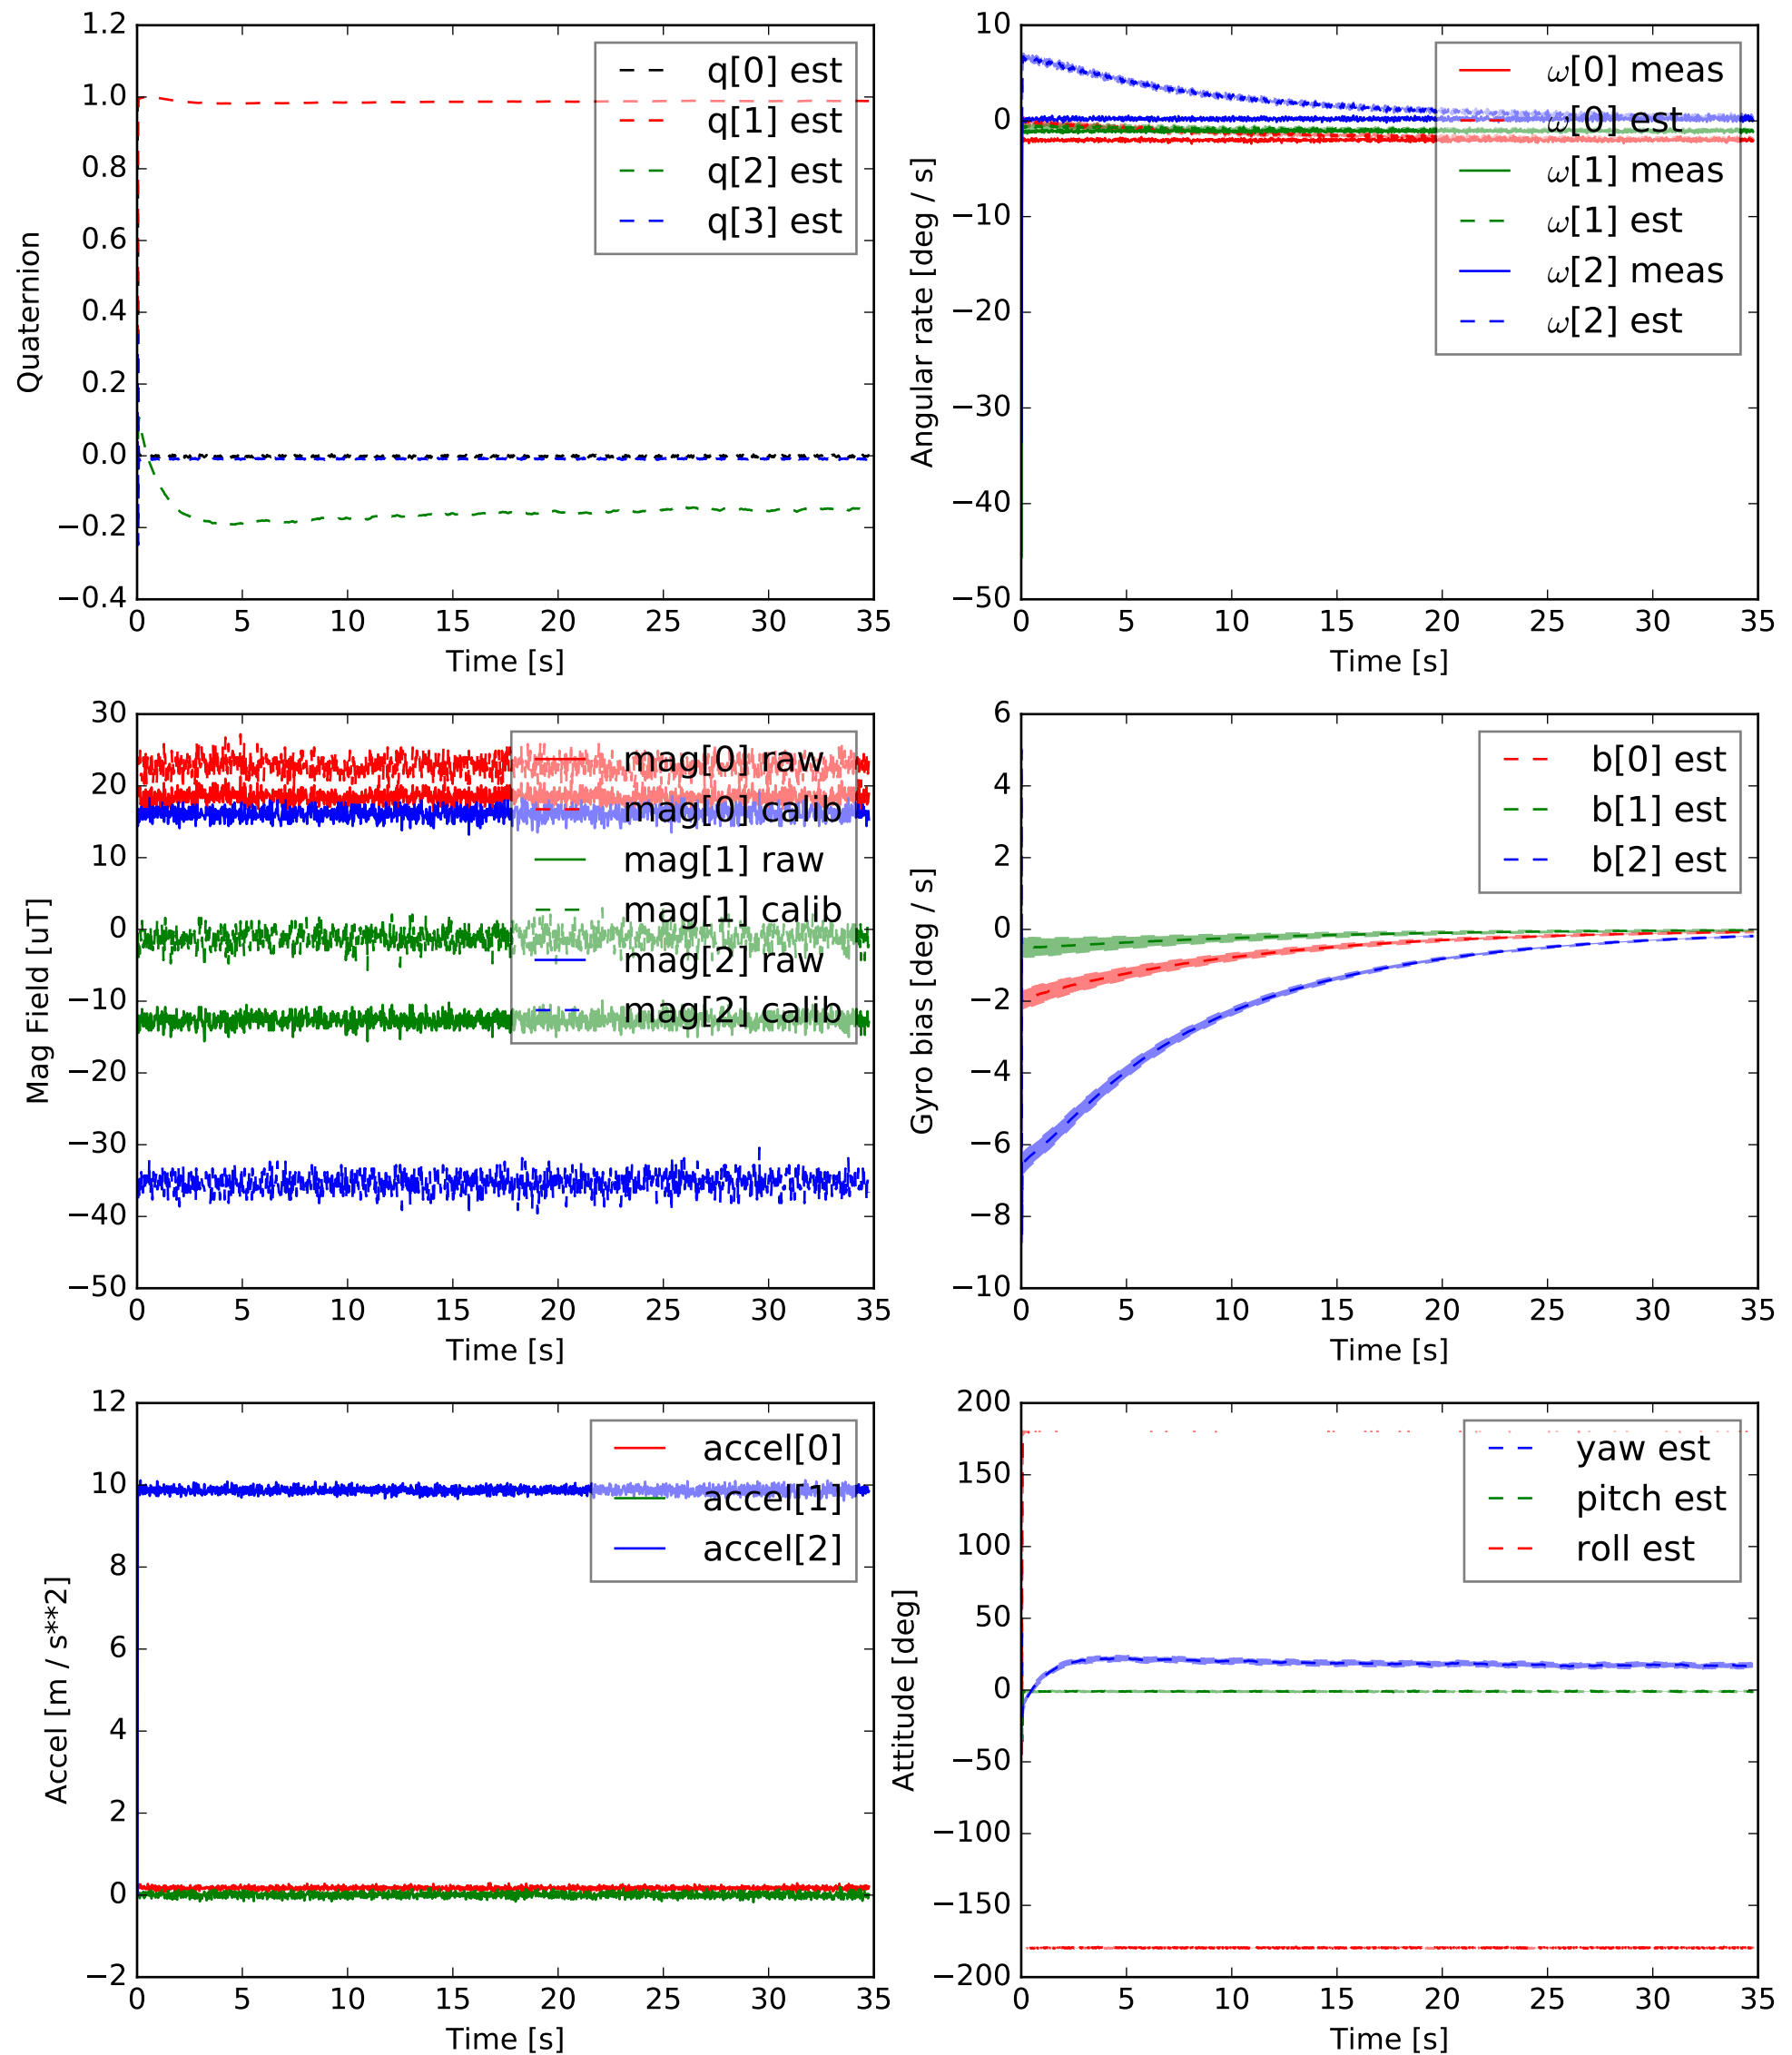 1.2
1.0
0.8
0.6
0.4
0.2
0.0
−0.2
−0.4
Quaternion
q[0] est
q[1] est
q[2] est
q[3] est
0 5 10 15 20 25 30 35
Time [s]
10
0
−10
−20
−30
−40
−50
Angular rate [deg / s]
ω[0] meas
ω[0] est
ω[1] meas
ω[1] est
ω[2] meas
ω[2] est
0 5 10 15 20 25 30 35
Time [s]
30
20
10
0
−10
−20
−30
−40
−50
Mag Field [uT]
mag[0] raw
mag[0] calib
mag[1] raw
mag[1] calib
mag[2] raw
mag[2] calib
0 5 10 15 20 25 30 35
Time [s]
6
4
2
0
−2
−4
−6
−8
−10
Gyro bias [deg / s]
b[0] est
b[1] est
b[2] est
0 5 10 15 20 25 30 35
Time [s]
12
10
8
6
4
2
0
−2
Accel [m / s**2]
accel[0]
accel[1]
accel[2]
0 5 10 15 20 25 30 35
Time [s]
200
150
100
50
0
−50
−100
−150
−200
Attitude [deg]
yaw est
pitch est
roll est
0 5 10 15 20 25 30 35
Time [s]